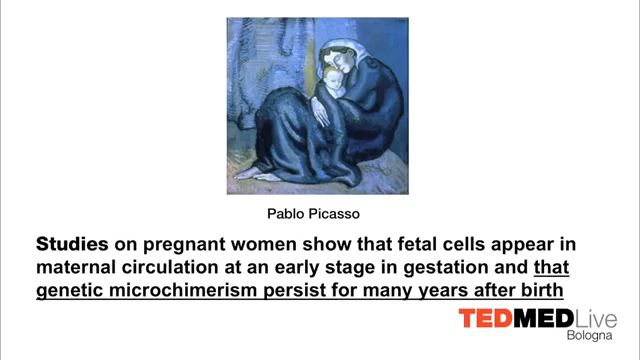 Pablo Picasso
Studies on pregnant women show that fetal cells appear in
maternal circulation at an early stage in gestation and that
genetic microchimerism persist for many years after birth
TEDMEDLive
Bologna